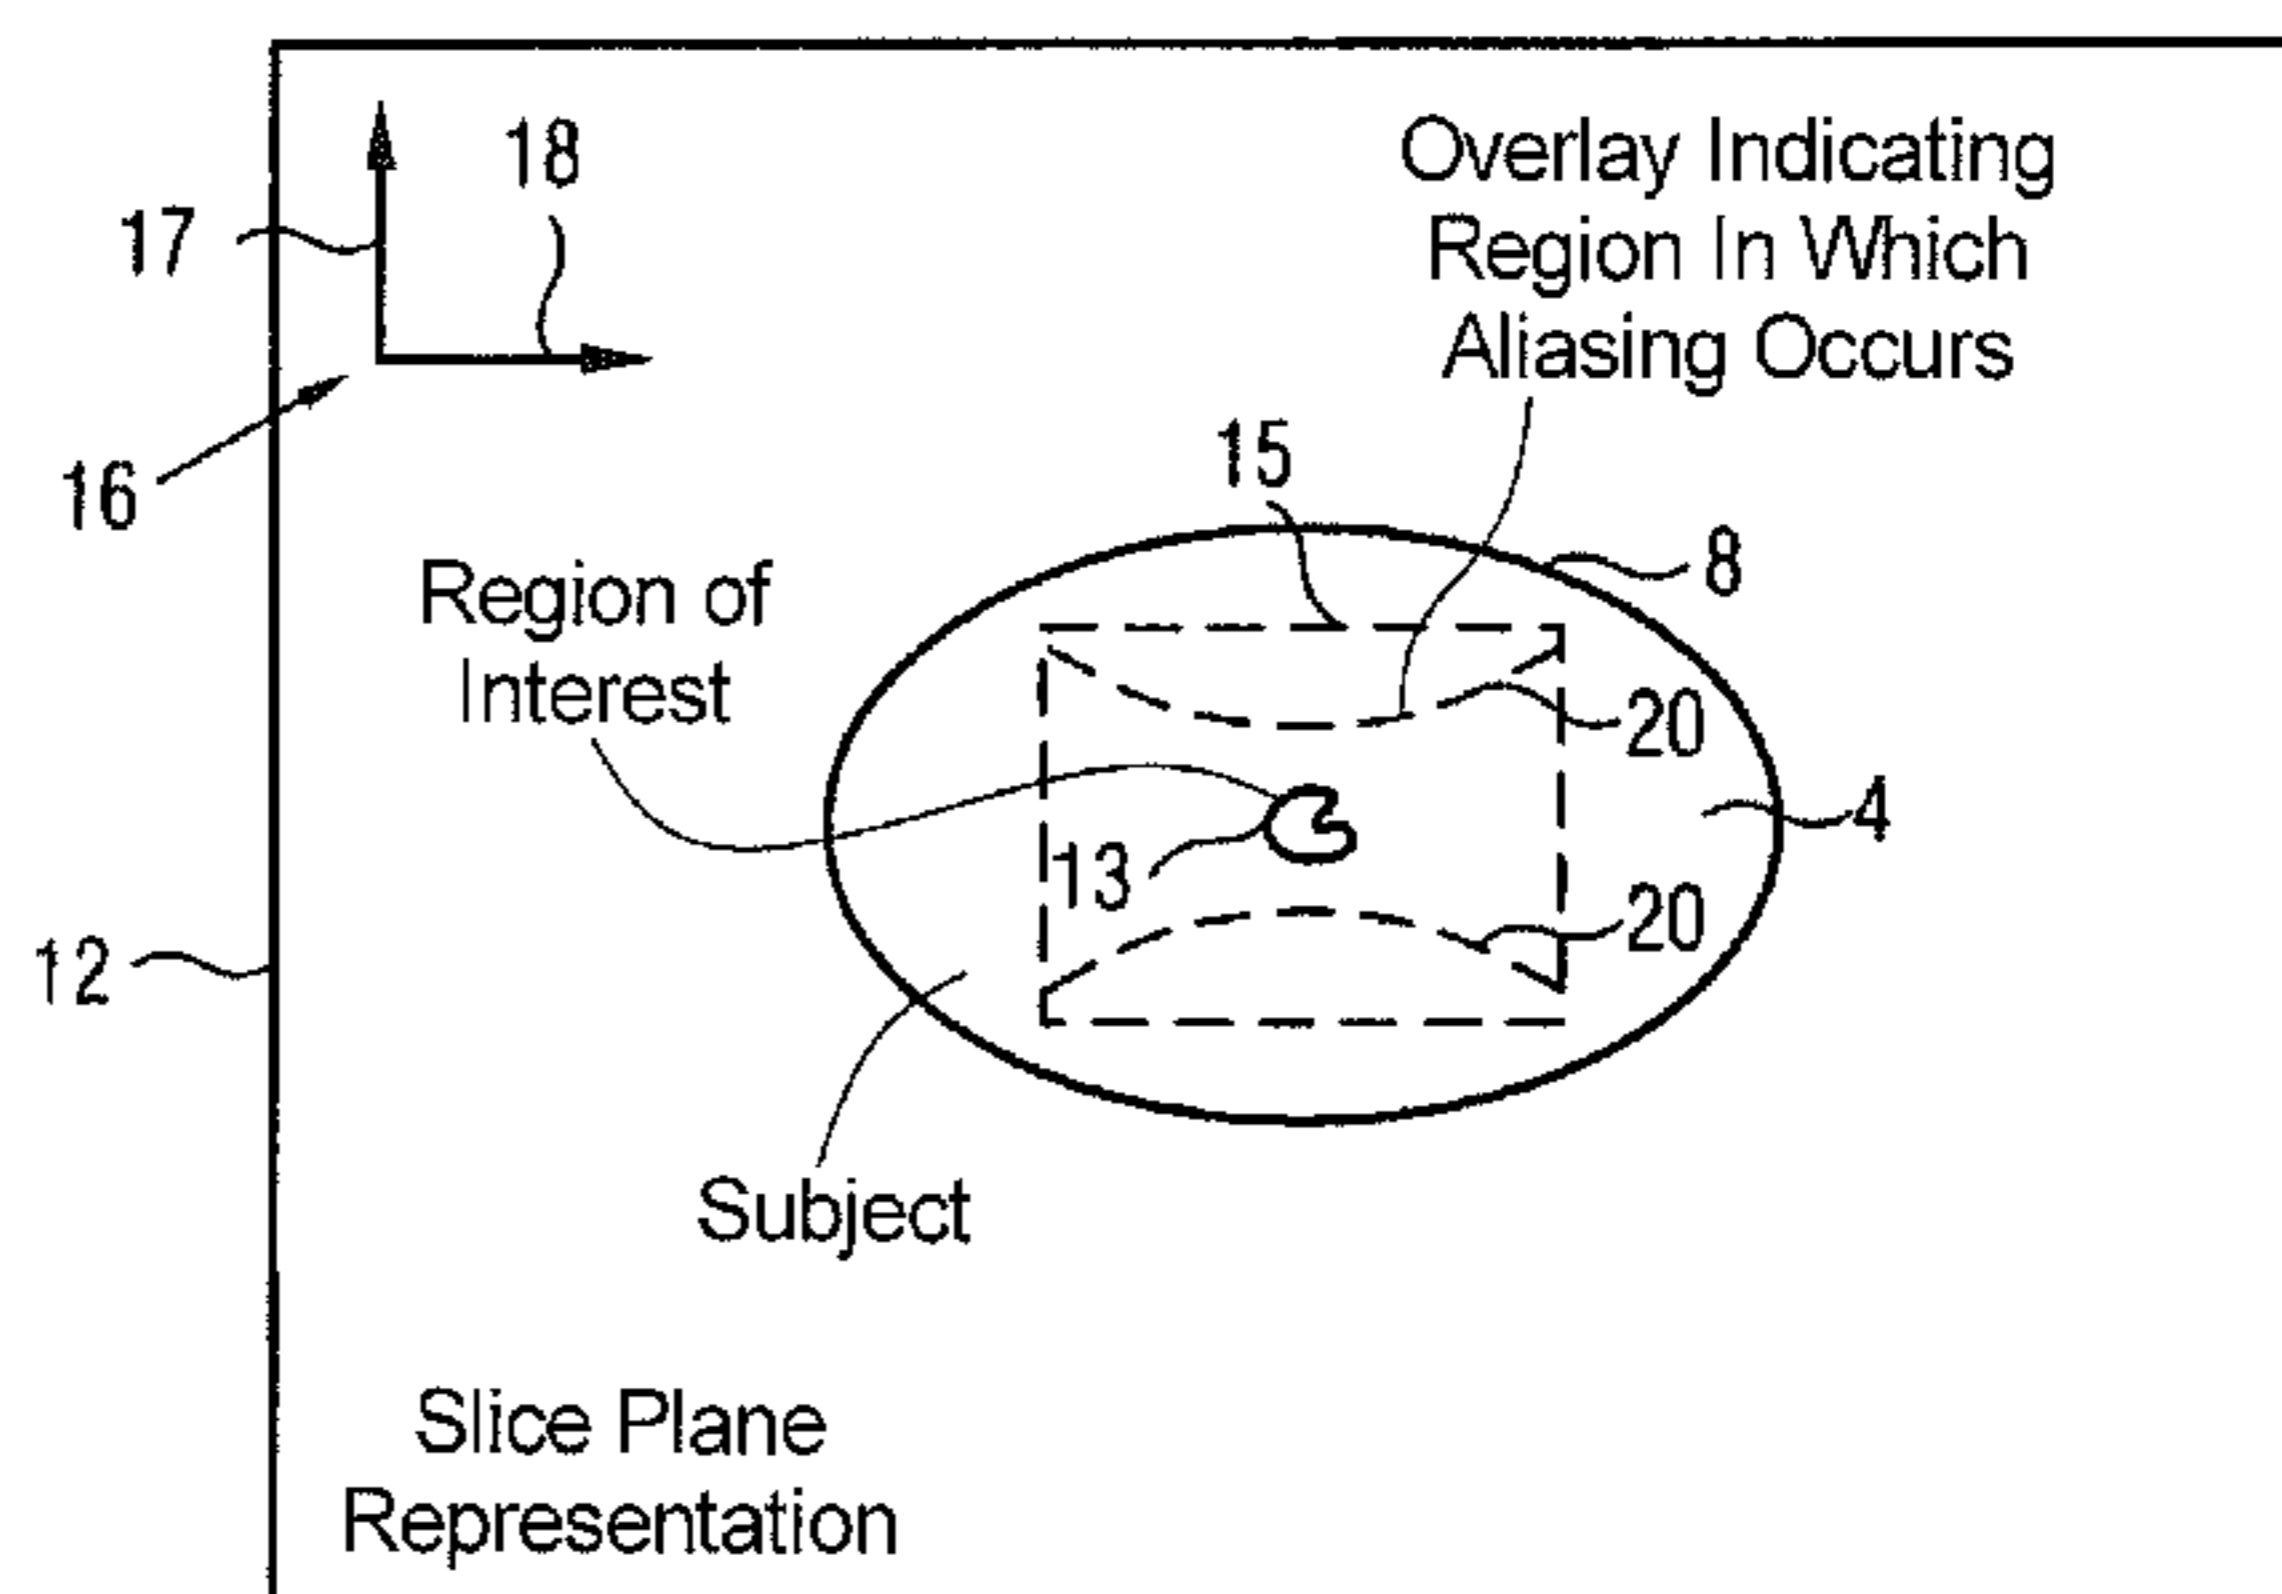 18
Overlay Indicating
Region In Which
Aliasing Occurs
17
15
16
8
Region of
Interest
20
4
13
20
12
Subject
Slice Plane
Representation